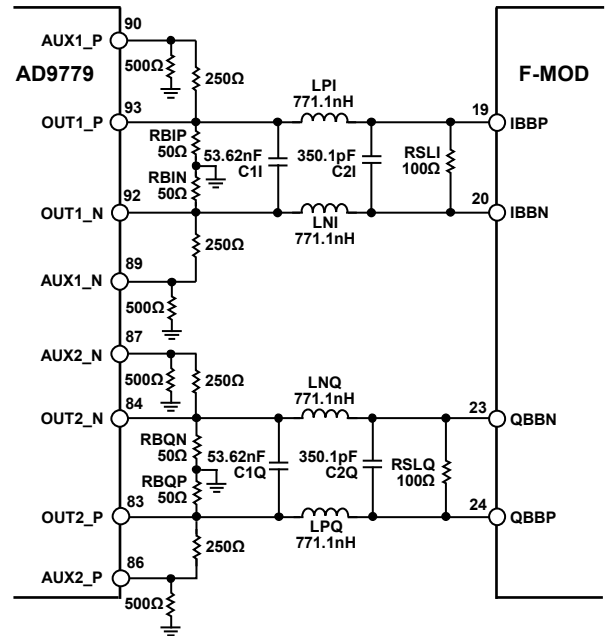 90
AUX1_P
AD9779
500Ω
250Ω
F-MOD
LPI
771.1nH
93
OUT1_P
19
IBBP
RBIP
50Ω
53.62nF
C1I
350.1pF
C2I
RSLI
100Ω
RBIN
50Ω
92
OUT1_N
20
IBBN
LNI
771.1nH
250Ω
89
AUX1_N
500Ω
87
AUX2_N
500Ω
250Ω
LNQ
771.1nH
84
OUT2_N
23
QBBN
RBQN
50Ω
53.62nF
C1Q
350.1pF
C2Q
RSLQ
100Ω
RBQP
50Ω
83
OUT2_P
24
QBBP
LPQ
771.1nH
250Ω
86
AUX2_P
500Ω